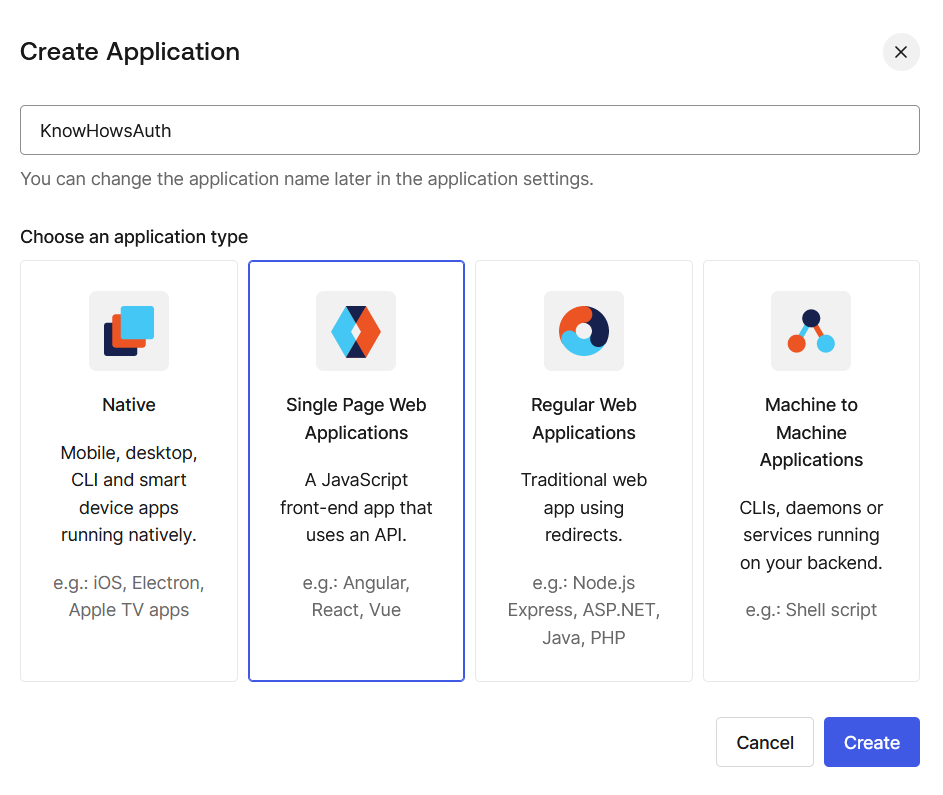 Create Application
KnowHowsAuth
You can change the application name later in the application settings.
Choose an application type
Native
Mobile, desktop,
CLI and smart
device apps
running natively.
e.g.: iOS, Electron,
Apple TV apps
Single Page Web
Applications
A JavaScript
front-end app that
uses an API.
e.g.: Angular,
React, Vue
Regular Web
Applications
Traditional web
app using
redirects.
e.g.: Node.js
Express, ASP.NET,
Java, PHP
Machine to
Machine
Applications
CLIs, daemons or
services running
on your backend.
e.g.: Shell script
Cancel
Create